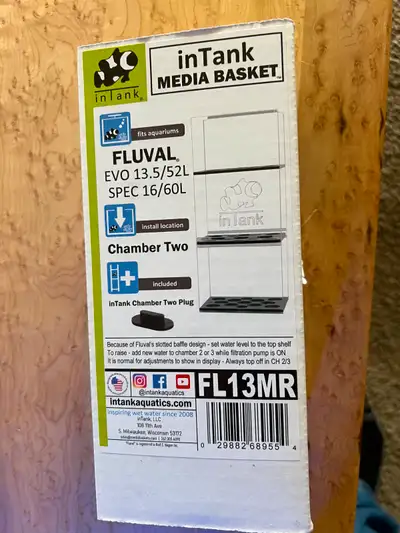 inTank
MEDIA BASKET™
inTank®
fits aquariums
FLUVAL®
EVO 13.5/52L
SPEC 16/60L
inTank
install location
Chamber Two
Included
inTank Chamber Two Plug
Because of Fluval's slotted baffle design - set water level to the top shelf
To raise - add new water to chamber 2 or 3 while filtration pump is ON
It is normal for adjustments to show in display - Always top off in CH 2/3
FL13MR
intankaquatics.com
Inspiring wet water since 2008
inTank, LLC
S. Milwaukee, Wisconsin 53172
0 29882 68955 4